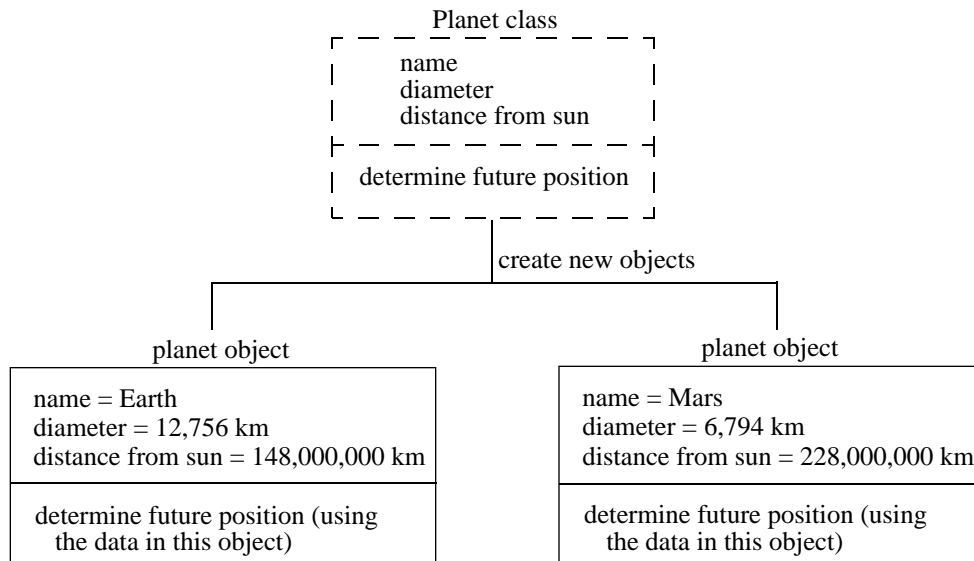 Planet class
name
diameter
distance from sun
determine future position
create new objects
planet object
name = Earth
diameter = 12,756 km
distance from sun = 148,000,000 km
determine future position (using
the data in this object)
planet object
name = Mars
diameter = 6,794 km
distance from sun = 228,000,000 km
determine future position (using
the data in this object)